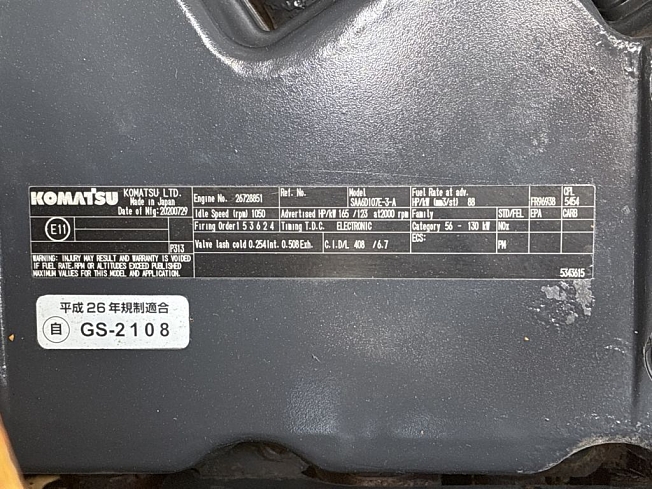 KOMATSU KOMATSU LTD.
Made in Japan
Date of Mfg:20200729
E11
P313
WARNING: INJURY MAY RESULT AND WARRANTY IS VOIDED
IF FUEL RATE,RPM OR ALTITUDES EXCEED PUBLISHED
MAXIMUM VALUES FOR THIS MODEL AND APPLICATION.
Engine No. 26728851
Ref. No.
Model
SAA6D107E-3-A
Fuel Rate at adv.
HP/kW (mm3/st) 88
FR96938
CPL
5454
Idle Speed (rpm) 1050
Advertised HP/kW 165 /123 at2000 rpm
Family
STD/FEL
EPA
CARB
Firing Order1 5 3 6 2 4
Timing T.D.C. ELECTRONIC
Category 56 - 130 kW
NOx
Valve lash cold 0.254Int. 0.508Exh.
C.I.D/L 408 /6.7
ECS:
PM
5343615
平成26年規制適合
自 GS-2108